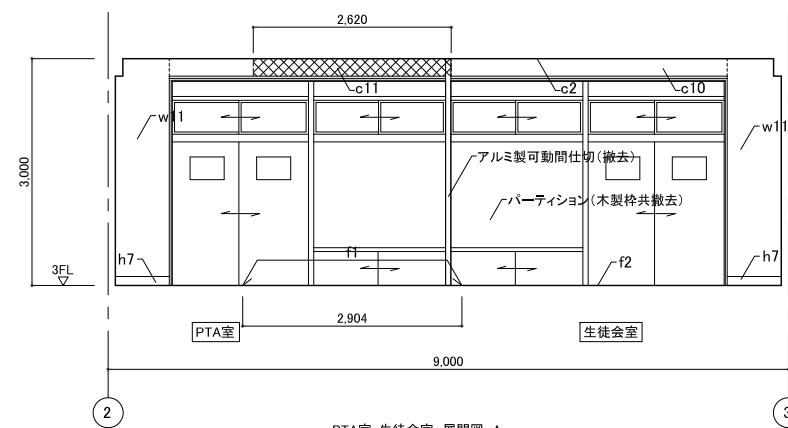 2,620
c11
c2
c10
w11
w11
アルミ製可動間仕切(撤去)
3,000
パーティション(木製枠共撤去)
h7
f1
f2
h7
3FL
2,904
PTA室
生徒会室
9,000
2
3